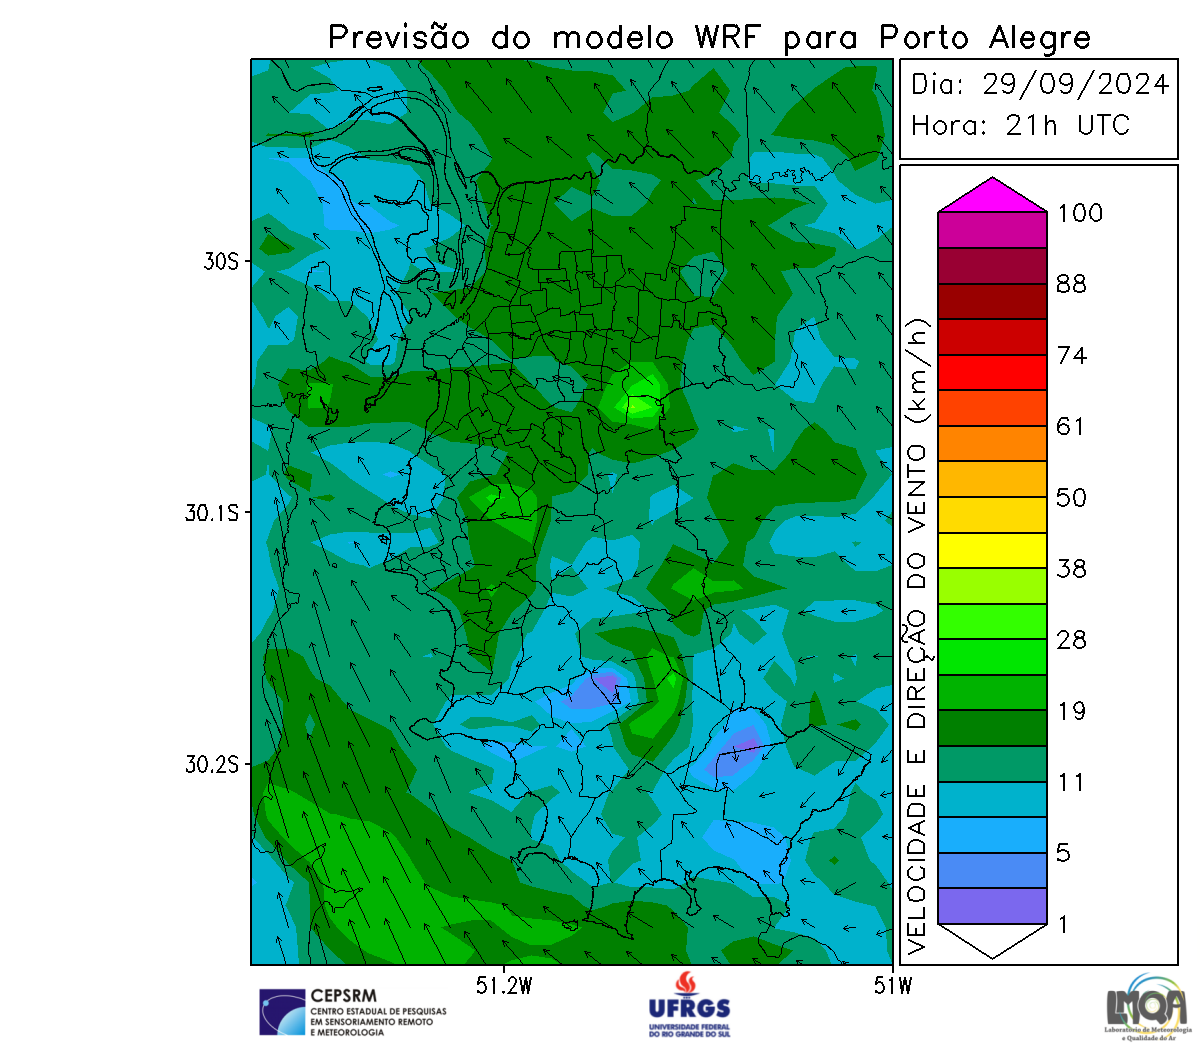 Previsão do modelo WRF para Porto Alegre
Dia: 29/09/2024
Hora: 21h UTC
30S
30.1S
30.2S
51.2W
51W
VELOCIDADE E DIREÇÃO DO VENTO (km/h)
100
88
74
61
50
38
28
19
11
5
1
CEPSRM
CENTRO ESTADUAL DE PESQUISAS
EM SENSORIAMENTO REMOTO
E METEOROLOGIA
UFRGS
UNIVERSIDADE FEDERAL
DO RIO GRANDE DO SUL
LMQA
Laboratório de Meteorologia
e Qualidade do Ar